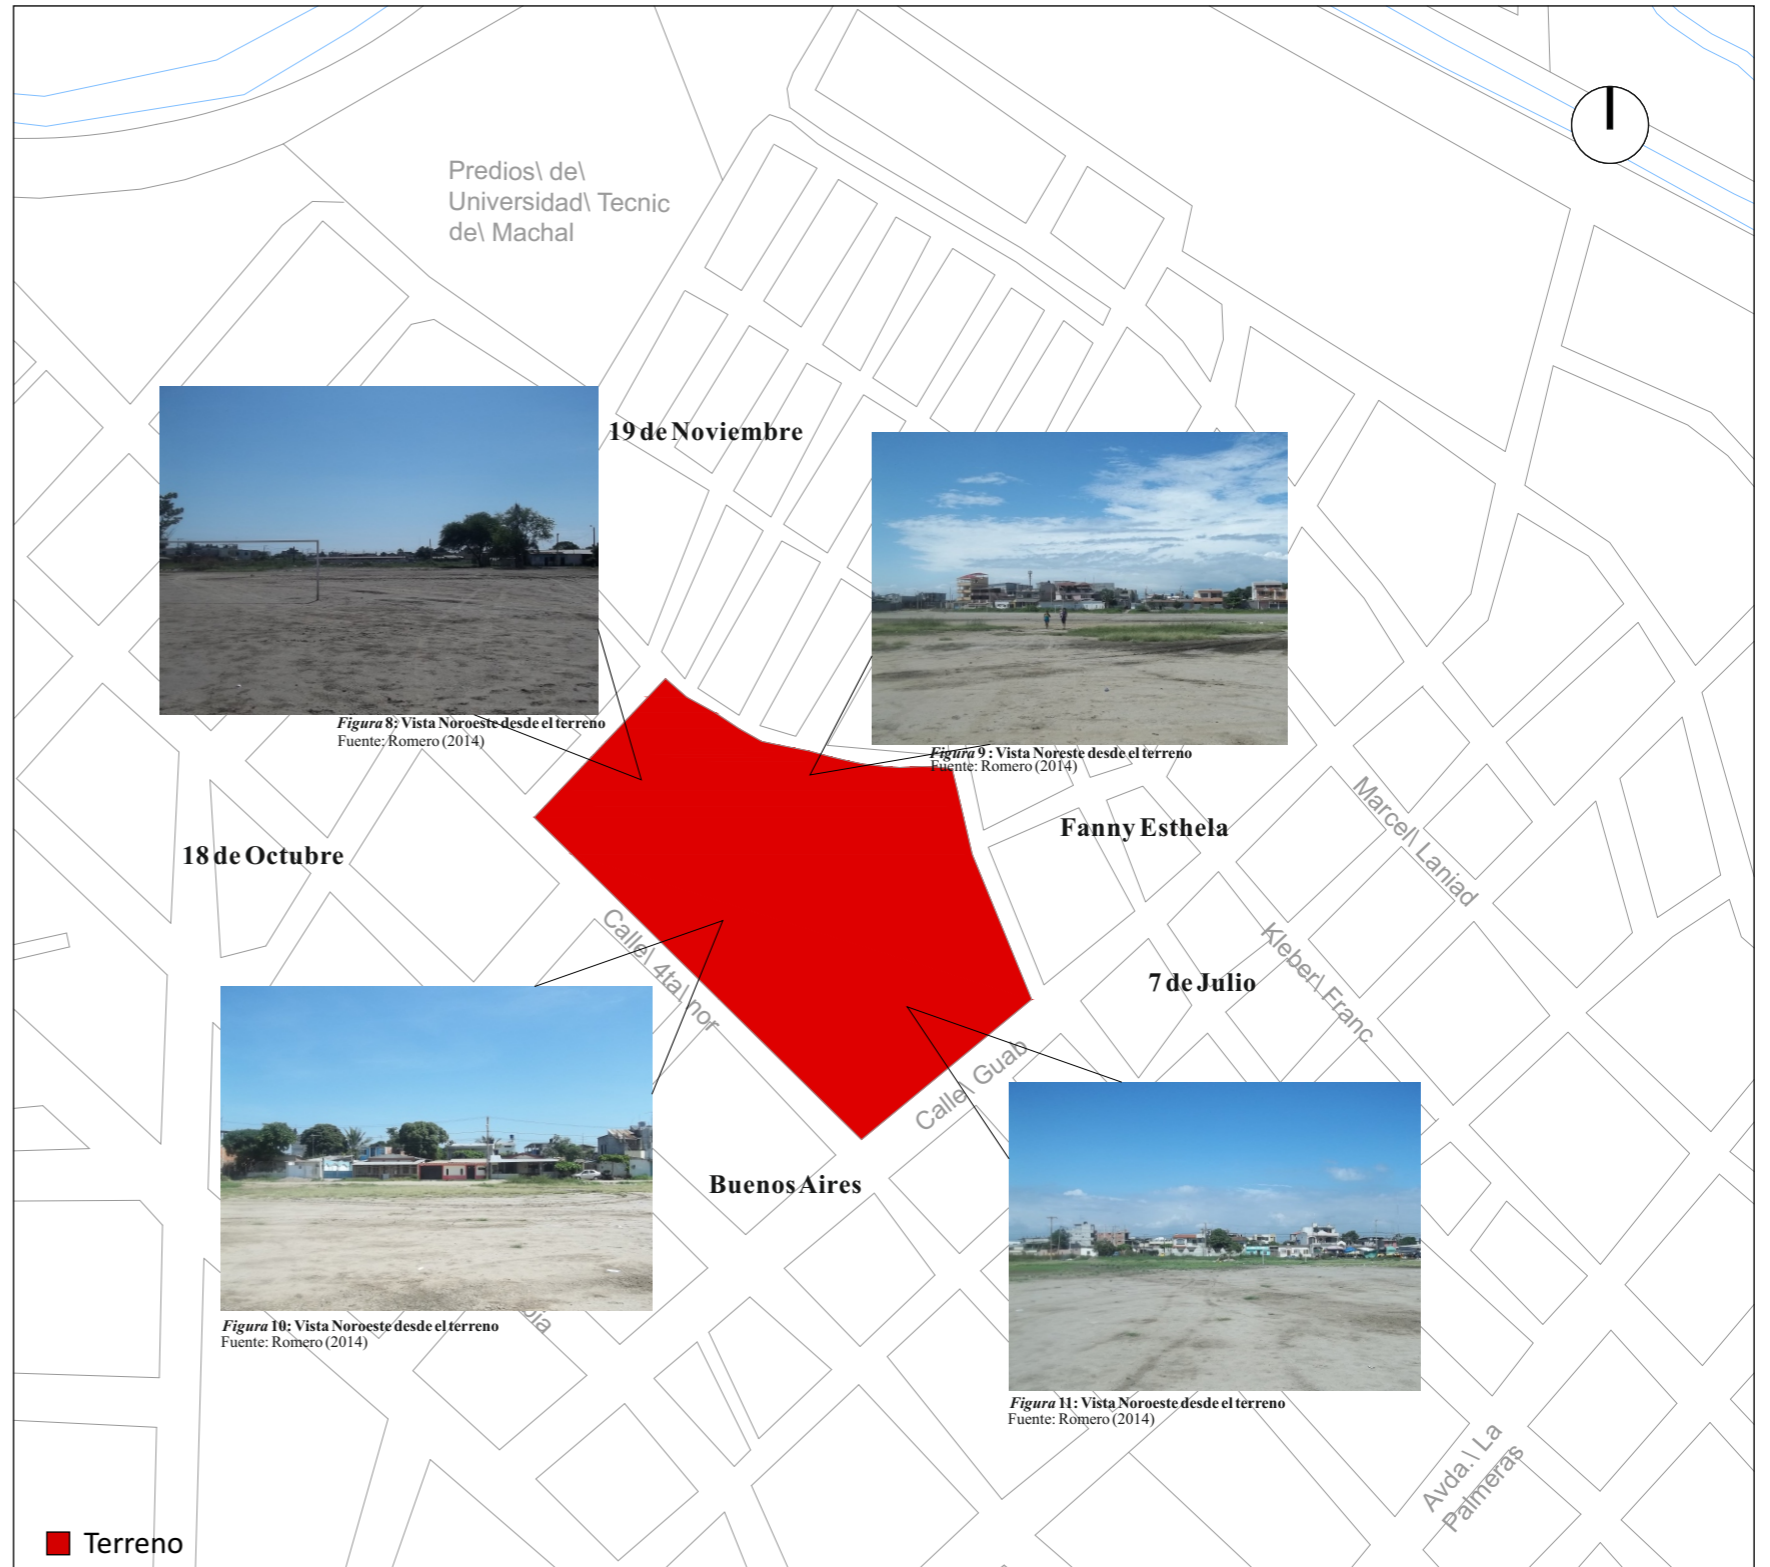 Predios\ de\
Universidad\ Tecnic
de\ Machal
19 de Noviembre
Figura 8: Vista Noroeste desde el terreno
Fuente: Romero (2014)
Figura 9 : Vista Noreste desde el terreno
Fuente: Romero (2014)
Marcel\ Laniad
Fanny Esthela
18 de Octubre
Calle\ 4ta\ nor
Kleber\ Franc
7 de Julio
Calle\ Guab
Buenos Aires
Figura 10: Vista Noroeste desde el terreno
Fuente: Romero (2014)
Figura 11: Vista Noroeste desde el terreno
Fuente: Romero (2014)
Avda.\ La
Palmeras
Terreno